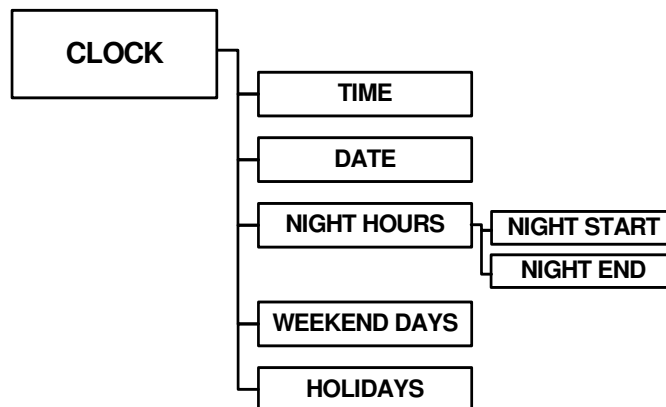 CLOCK
TIME
DATE
NIGHT HOURS
NIGHT START
NIGHT END
WEEKEND DAYS
HOLIDAYS